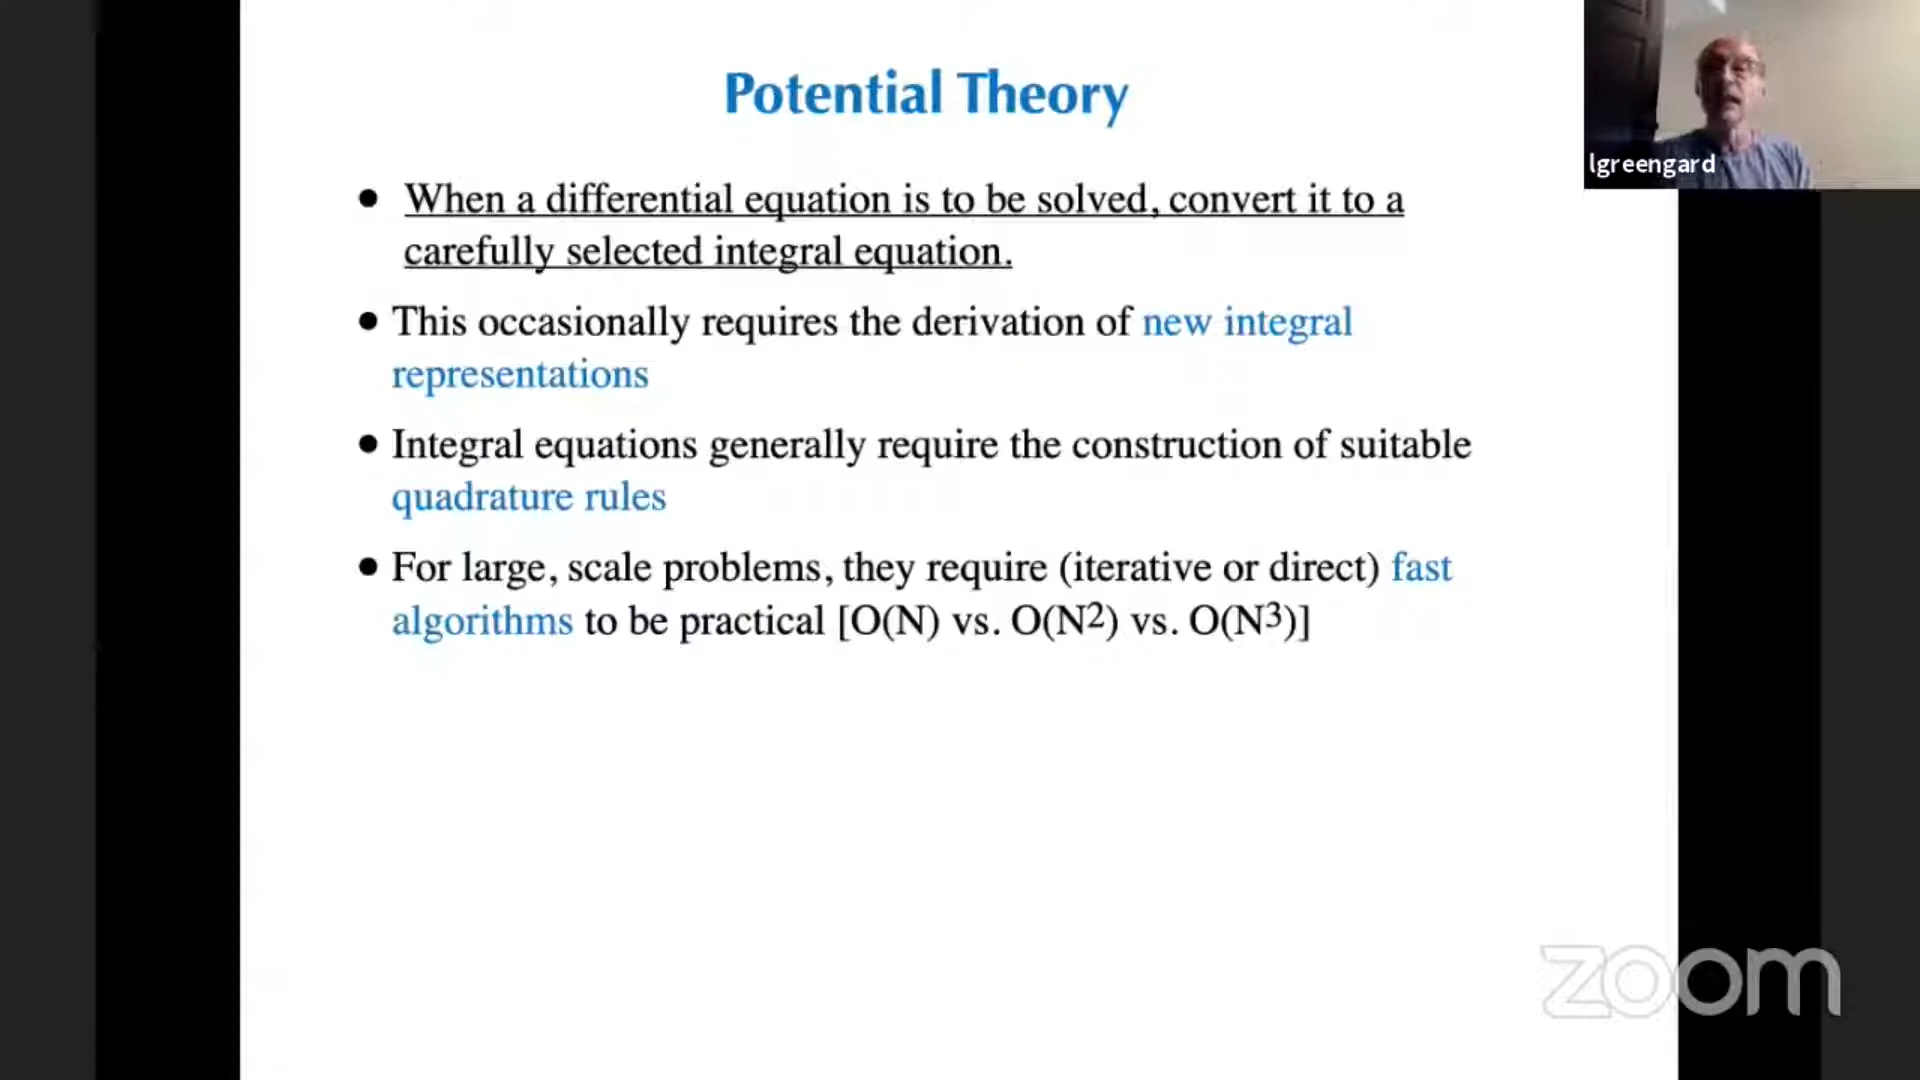 Potential Theory
lgreengard
• When a differential equation is to be solved, convert it to a
carefully selected integral equation.
• This occasionally requires the derivation of new integral
representations
• Integral equations generally require the construction of suitable
quadrature rules
• For large, scale problems, they require (iterative or direct) fast
algorithms to be practical [O(N) vs. O(N2) vs. O(N3)]
zoom